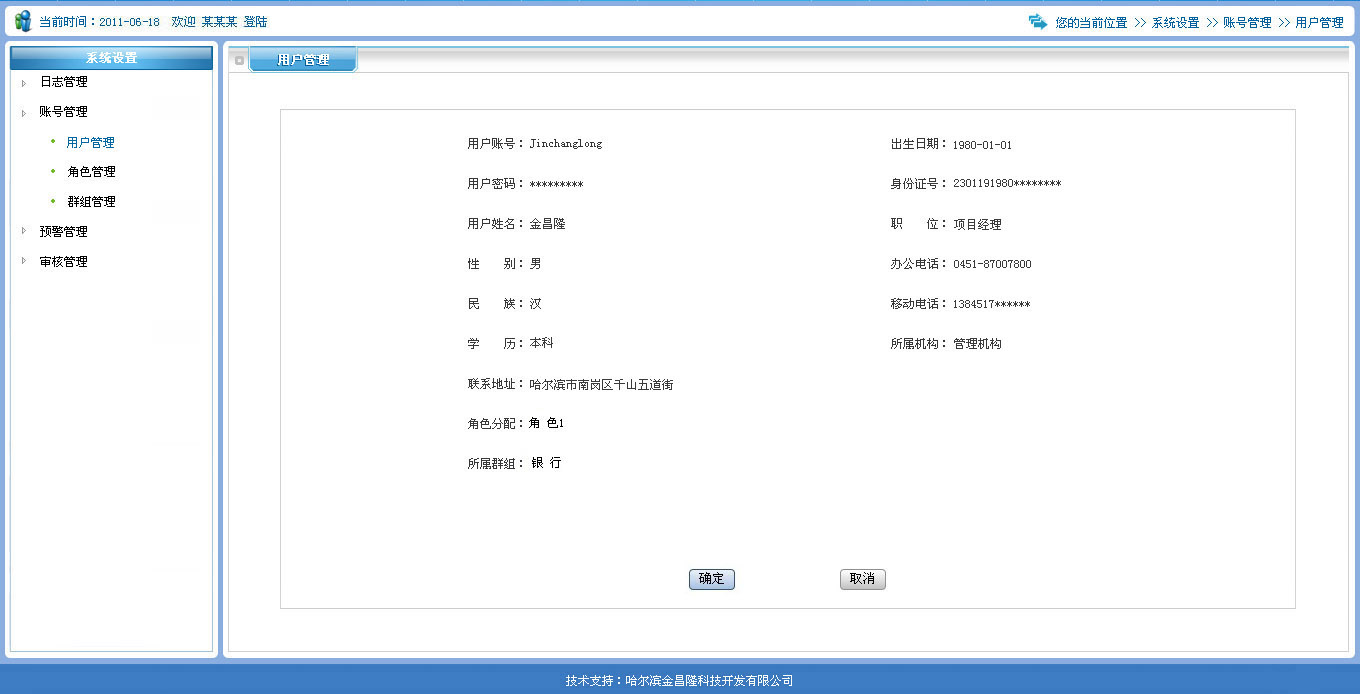 当前时间：2011-06-18 欢迎 某某某 登陆
您的当前位置 >> 系统设置 >> 账号管理 >> 用户管理
系统设置
日志管理
账号管理
用户管理
角色管理
群组管理
预警管理
审核管理
用户管理
用户账号：Jinchanglong
出生日期：1980-01-01
用户密码：*********
身份证号：2301191980********
用户姓名：金昌隆
职 位：项目经理
性 别：男
办公电话：0451-87007800
民 族：汉
移动电话：1384517******
学 历：本科
所属机构：管理机构
联系地址：哈尔滨市南岗区千山五道街
角色分配：角 色1
所属群组：银 行
确定
取消
技术支持：哈尔滨金昌隆科技开发有限公司